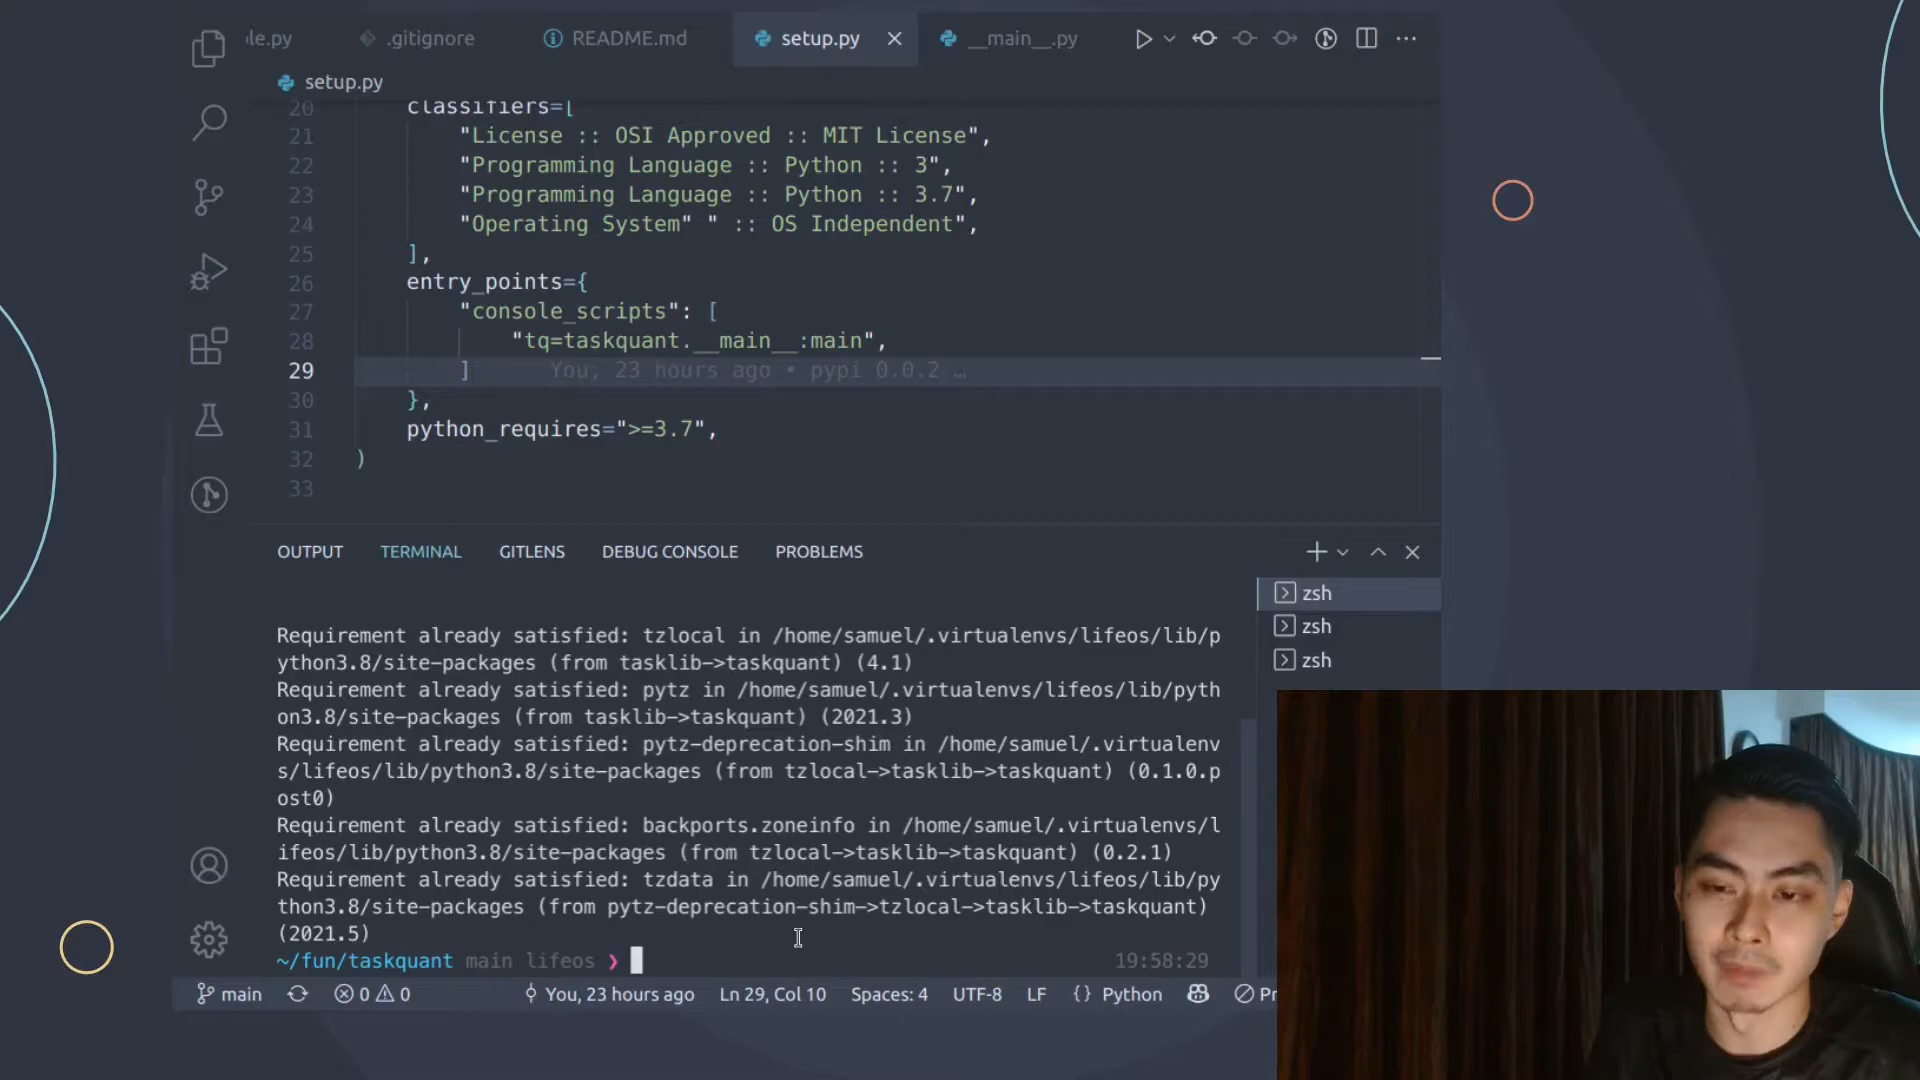 le.py
.gitignore
README.md
setup.py
__main__.py
setup.py
20 classifiers=[
21 "License :: OSI Approved :: MIT License",
22 "Programming Language :: Python :: 3",
23 "Programming Language :: Python :: 3.7",
24 "Operating System" " :: OS Independent",
25 ],
26 entry_points={
27 "console_scripts": [
28 "tq=taskquant.__main__:main",
29 ] You, 23 hours ago • pypi 0.0.2 …
30 },
31 python_requires=">=3.7",
32 )
33
OUTPUT TERMINAL GITLENS DEBUG CONSOLE PROBLEMS
zsh
zsh
zsh
Requirement already satisfied: tzlocal in /home/samuel/.virtualenvs/lifeos/lib/p
ython3.8/site-packages (from tasklib->taskquant) (4.1)
Requirement already satisfied: pytz in /home/samuel/.virtualenvs/lifeos/lib/pyth
on3.8/site-packages (from tasklib->taskquant) (2021.3)
Requirement already satisfied: pytz-deprecation-shim in /home/samuel/.virtualenv
s/lifeos/lib/python3.8/site-packages (from tzlocal->tasklib->taskquant) (0.1.0.p
ost0)
Requirement already satisfied: backports.zoneinfo in /home/samuel/.virtualenvs/l
ifeos/lib/python3.8/site-packages (from tzlocal->tasklib->taskquant) (0.2.1)
Requirement already satisfied: tzdata in /home/samuel/.virtualenvs/lifeos/lib/py
thon3.8/site-packages (from pytz-deprecation-shim->tzlocal->tasklib->taskquant)
(2021.5)
~/fun/taskquant main lifeos ❯ 19:58:29
main 0 0 You, 23 hours ago Ln 29, Col 10 Spaces: 4 UTF-8 LF {} Python Pr